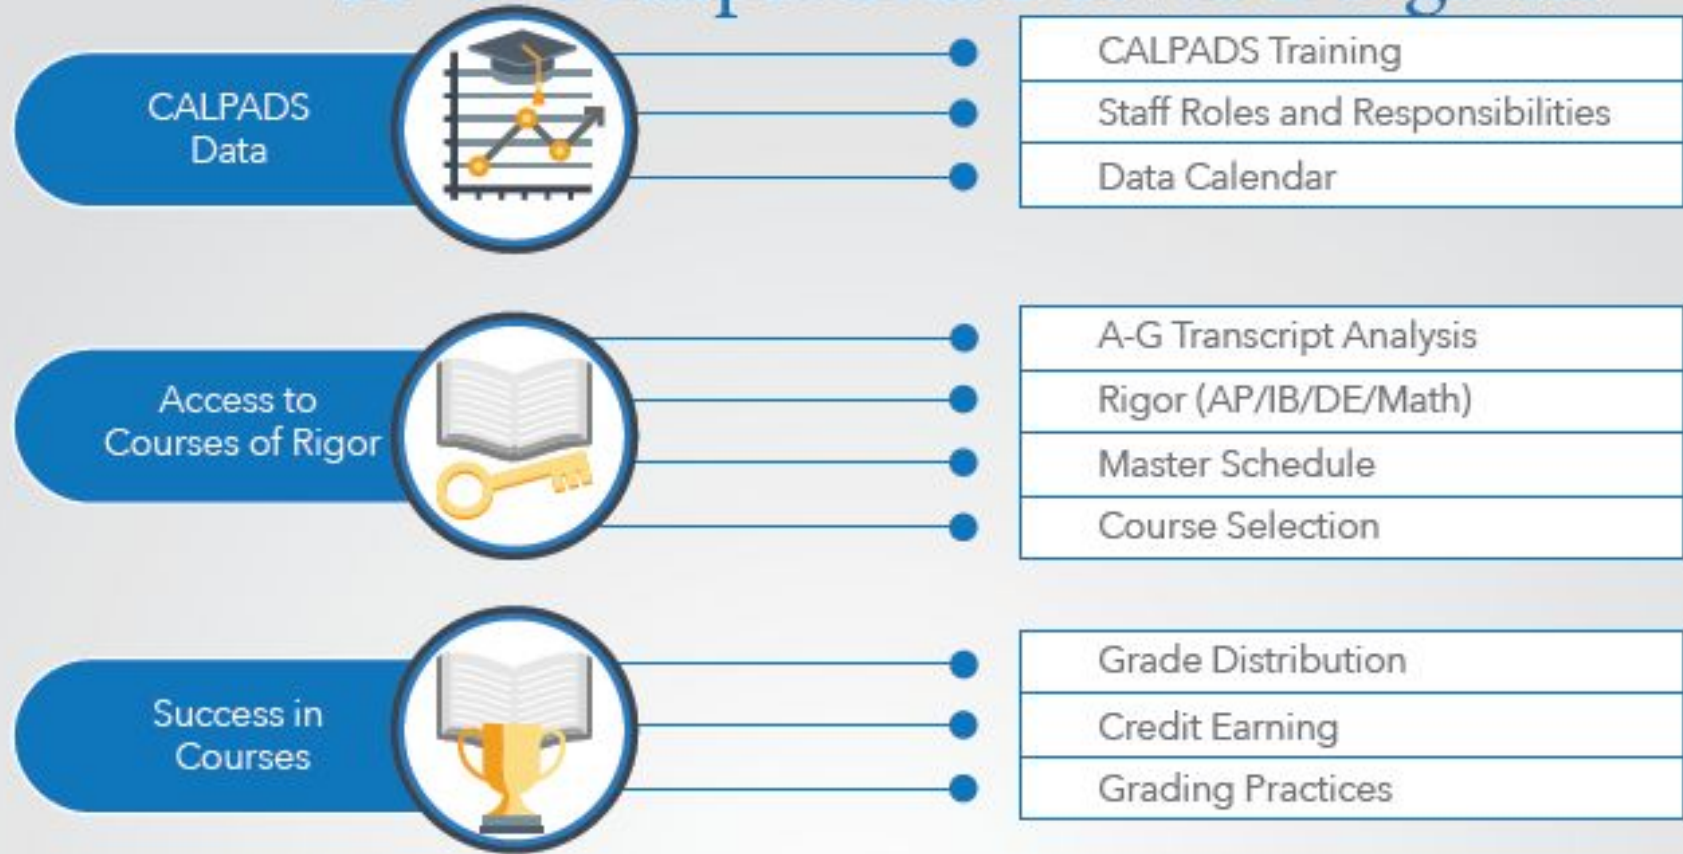 CALPADS
Data
CALPADS Training
Staff Roles and Responsibilities
Data Calendar
Access to
Courses of Rigor
A-G Transcript Analysis
Rigor (AP/IB/DE/Math)
Master Schedule
Course Selection
Success in
Courses
Grade Distribution
Credit Earning
Grading Practices